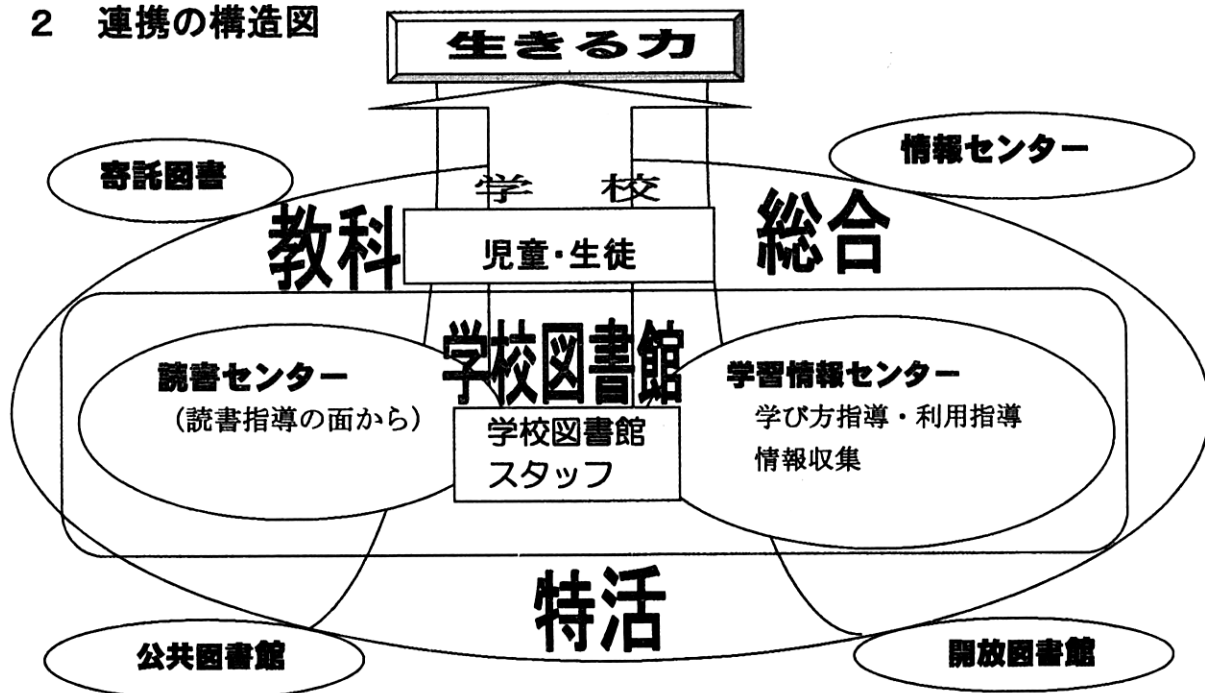 2 連携の構造図
生きる力
寄託図書
情報センター
学 校
教科
総合
児童・生徒
学校図書館
読書センター
(読書指導の面から)
学習情報センター
学び方指導・利用指導
情報収集
学校図書館
スタッフ
特活
公共図書館
開放図書館